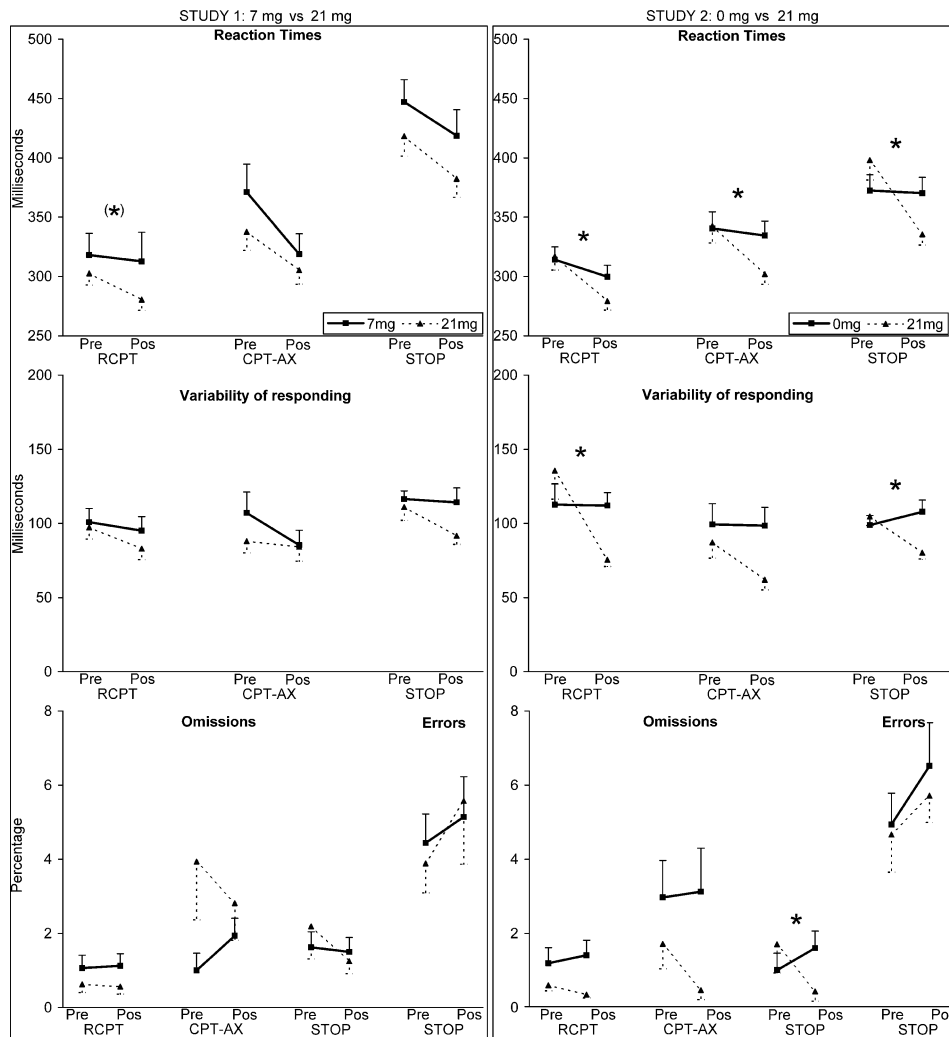 STUDY 1: 7 mg vs 21 mg
Reaction Times
500
450
400
350
300
250
Milliseconds
(*)
7mg 21mg
Pre Pos Pre Pos Pre Pos
RCPT CPT-AX STOP
Variability of responding
200
150
100
50
0
Milliseconds
Pre Pos Pre Pos Pre Pos
RCPT CPT-AX STOP
Omissions Errors
8
6
4
2
0
Percentage
Pre Pos Pre Pos Pre Pos Pre Pos
RCPT CPT-AX STOP STOP
STUDY 2: 0 mg vs 21 mg
Reaction Times
500
450
400
350
300
250
* * *
0mg 21mg
Pre Pos Pre Pos Pre Pos
RCPT CPT-AX STOP
Variability of responding
200
150
100
50
0
Milliseconds
* *
Pre Pos Pre Pos Pre Pos
RCPT CPT-AX STOP
Omissions Errors
8
6
4
2
0
Percentage
*
Pre Pos Pre Pos Pre Pos Pre Pos
RCPT CPT-AX STOP STOP